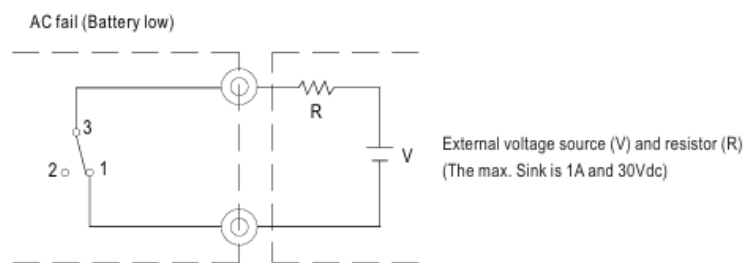 AC fail (Battery low)
R
3
2
1
V
External voltage source (V) and resistor (R)
(The max. Sink is 1A and 30Vdc)